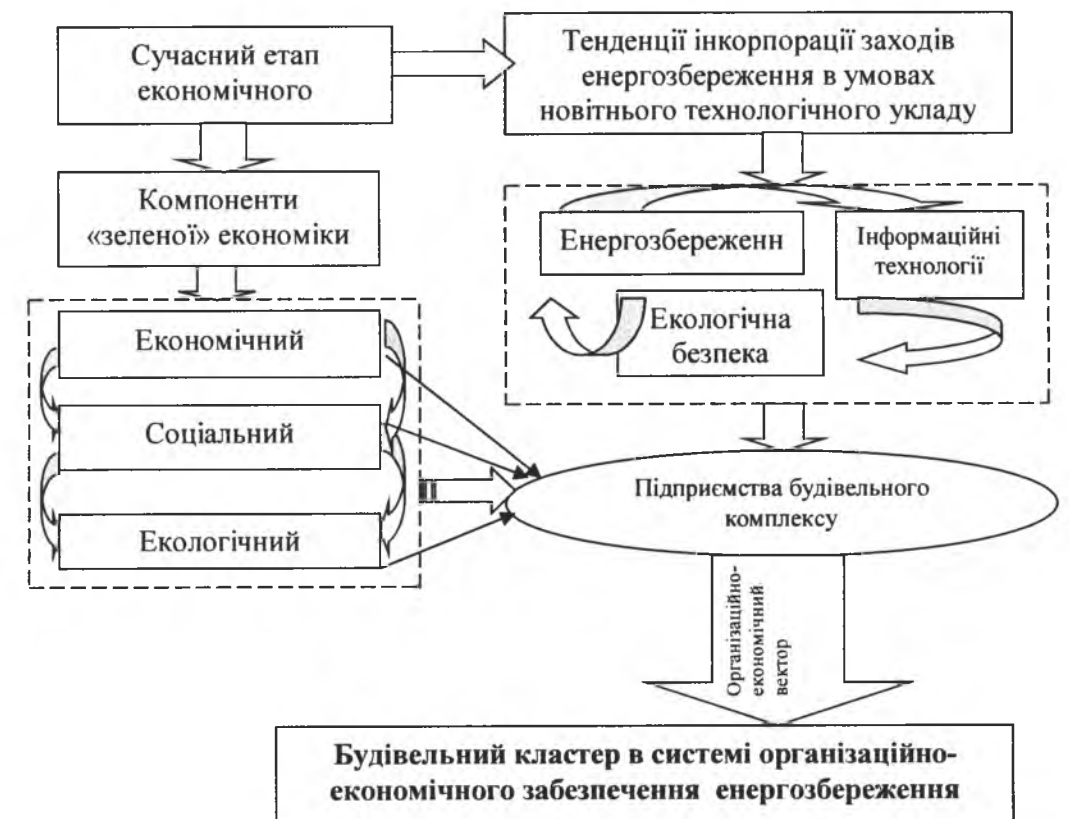 Сучасний етап
економічного
Тенденції інкорпорації заходів
енергозбереження в умовах
новітнього технологічного укладу
Компоненти
«зеленої» економіки
Енергозбереженн
Інформаційні
технології
Екологічна
безпека
Економічний
Соціальний
Екологічний
Підприємства будівельного
комплексу
Організаційно-
економічний
вектор
Будівельний кластер в системі організаційно-
економічного забезпечення енергозбереження